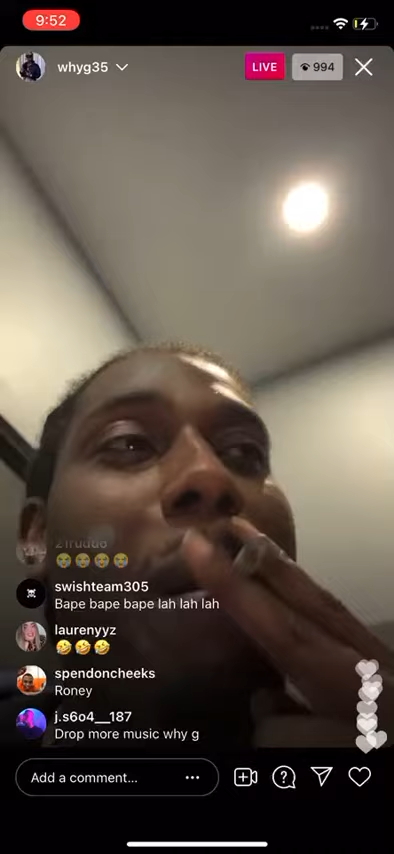 9:52
whyg35
LIVE
994
😭😭😭😭
swishteam305
Bape bape bape lah lah lah
laurenyyz
🤣🤣🤣
spendoncheeks
Roney
j.s6o4__187
Drop more music why g
Add a comment...